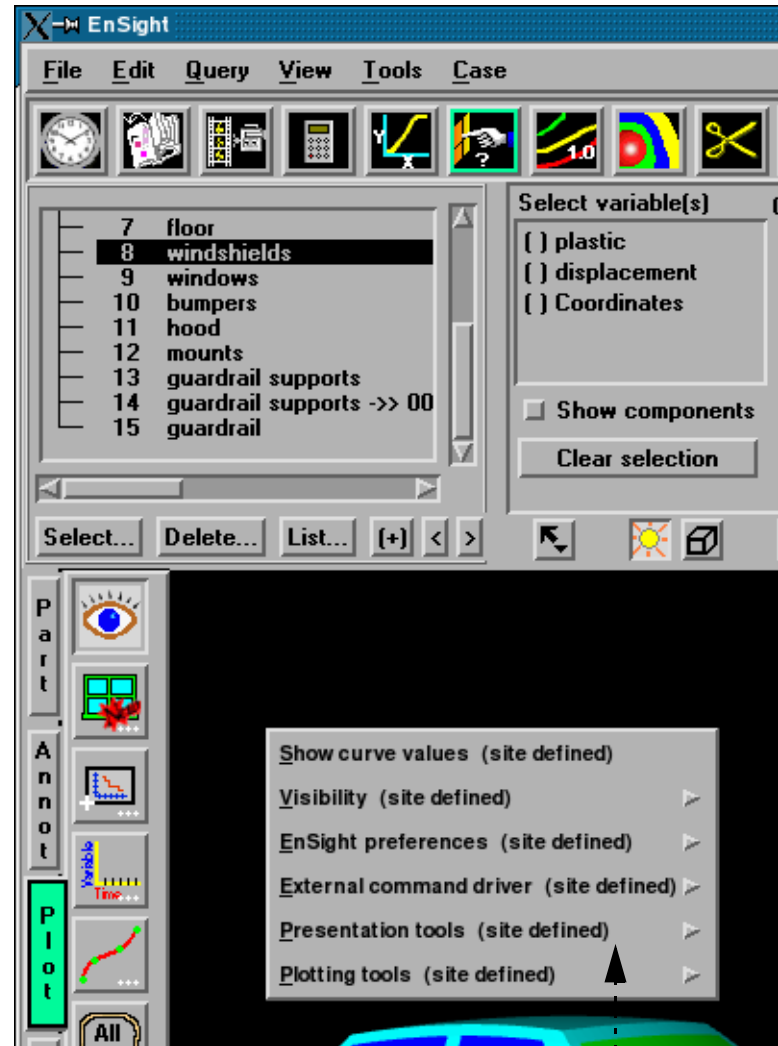 EnSight
File Edit Query View Tools Case
Y X ? 1.0
7 floor
8 windshields
9 windows
10 bumpers
11 hood
12 mounts
13 guardrail supports
14 guardrail supports ->> 00
15 guardrail
Select variable(s)
( ) plastic
( ) displacement
( ) Coordinates
Show components
Clear selection
Select... Delete... List... (+) < >
Part
Annot
Plot
Variable
Time
All
Show curve values (site defined)
Visibility (site defined)
EnSight preferences (site defined)
External command driver (site defined)
Presentation tools (site defined)
Plotting tools (site defined)